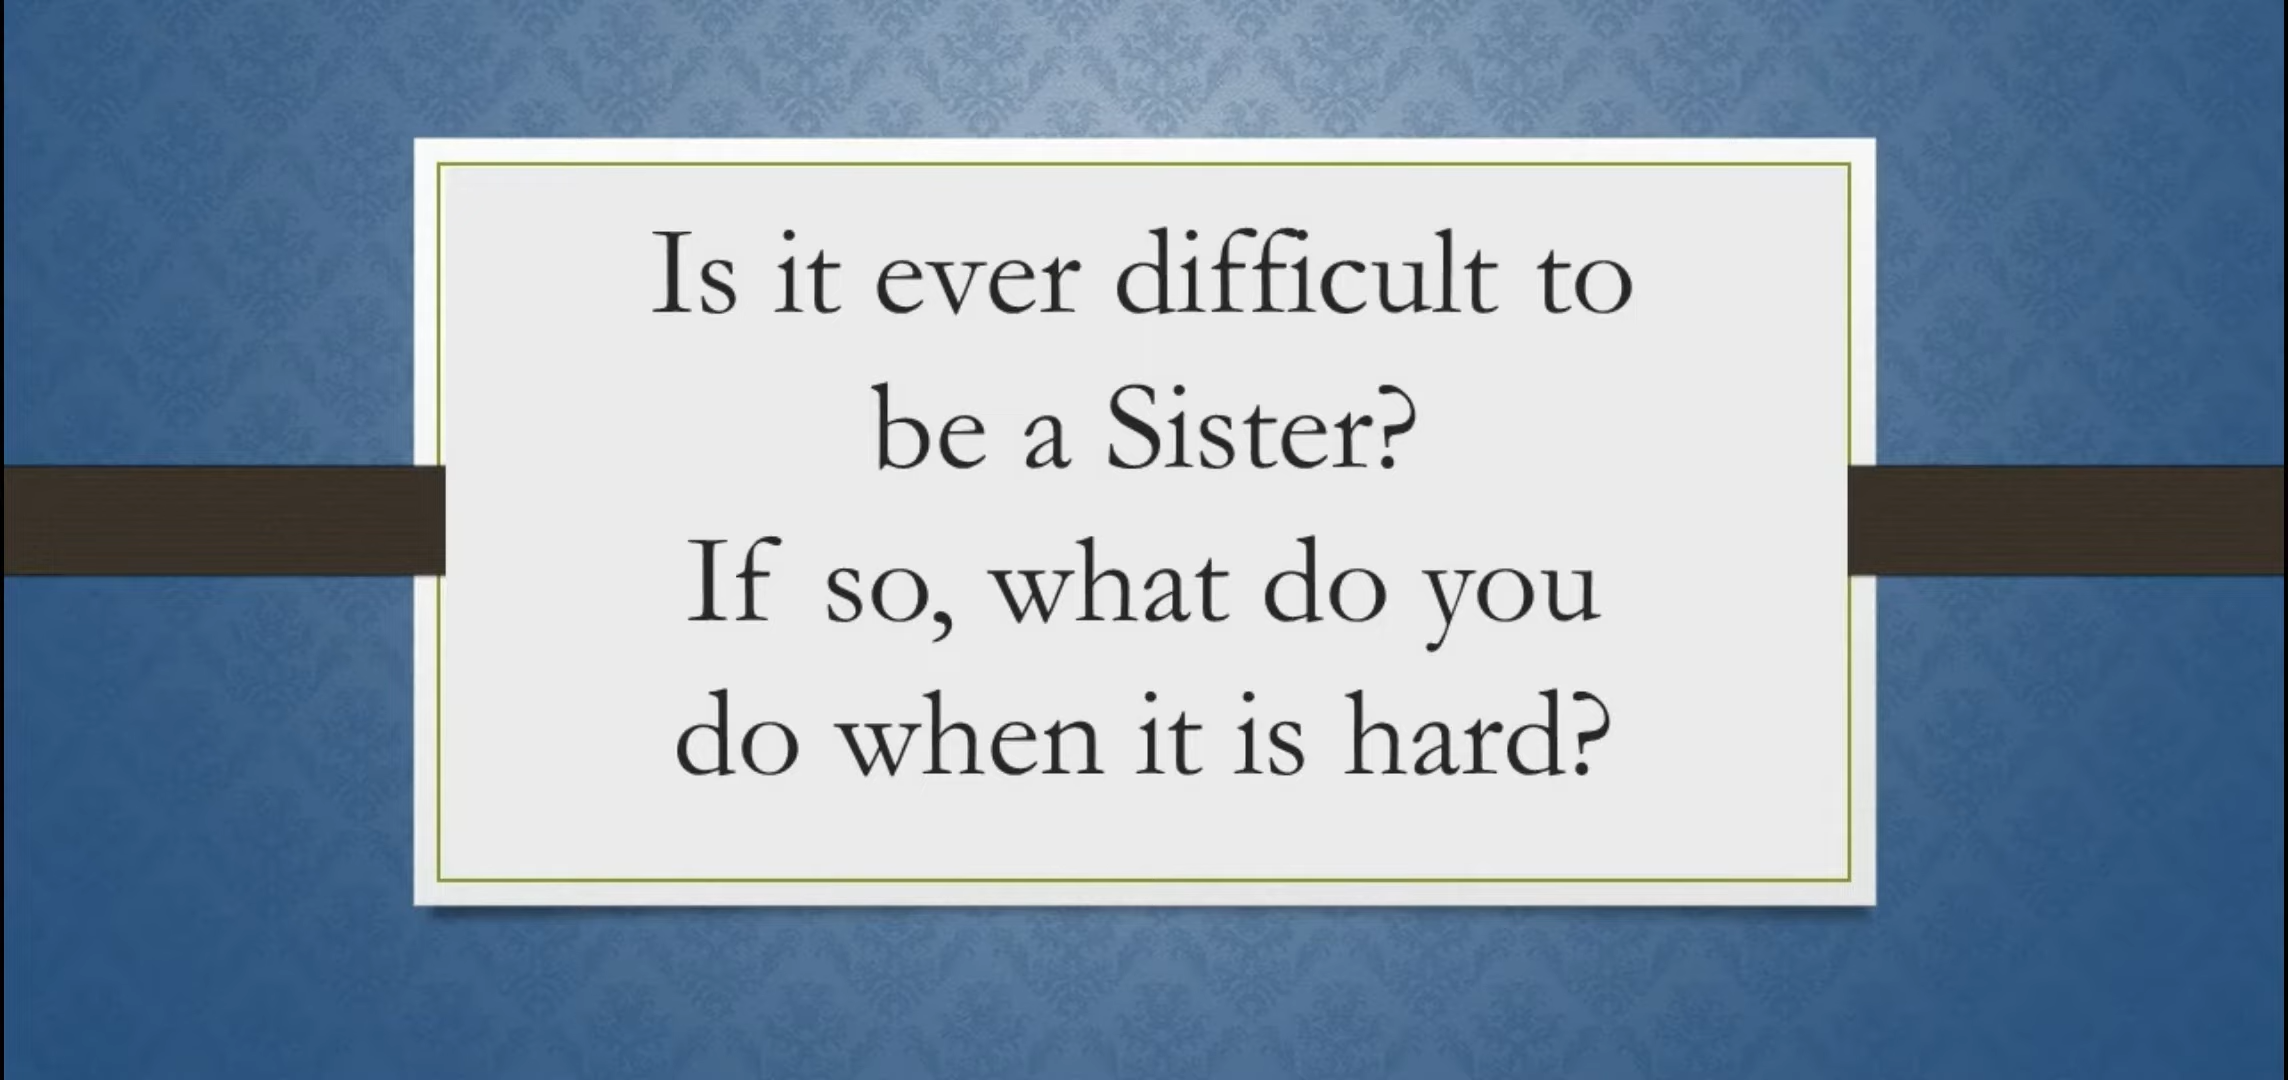 Is it ever difficult to
be a Sister?
If so, what do you
do when it is hard?